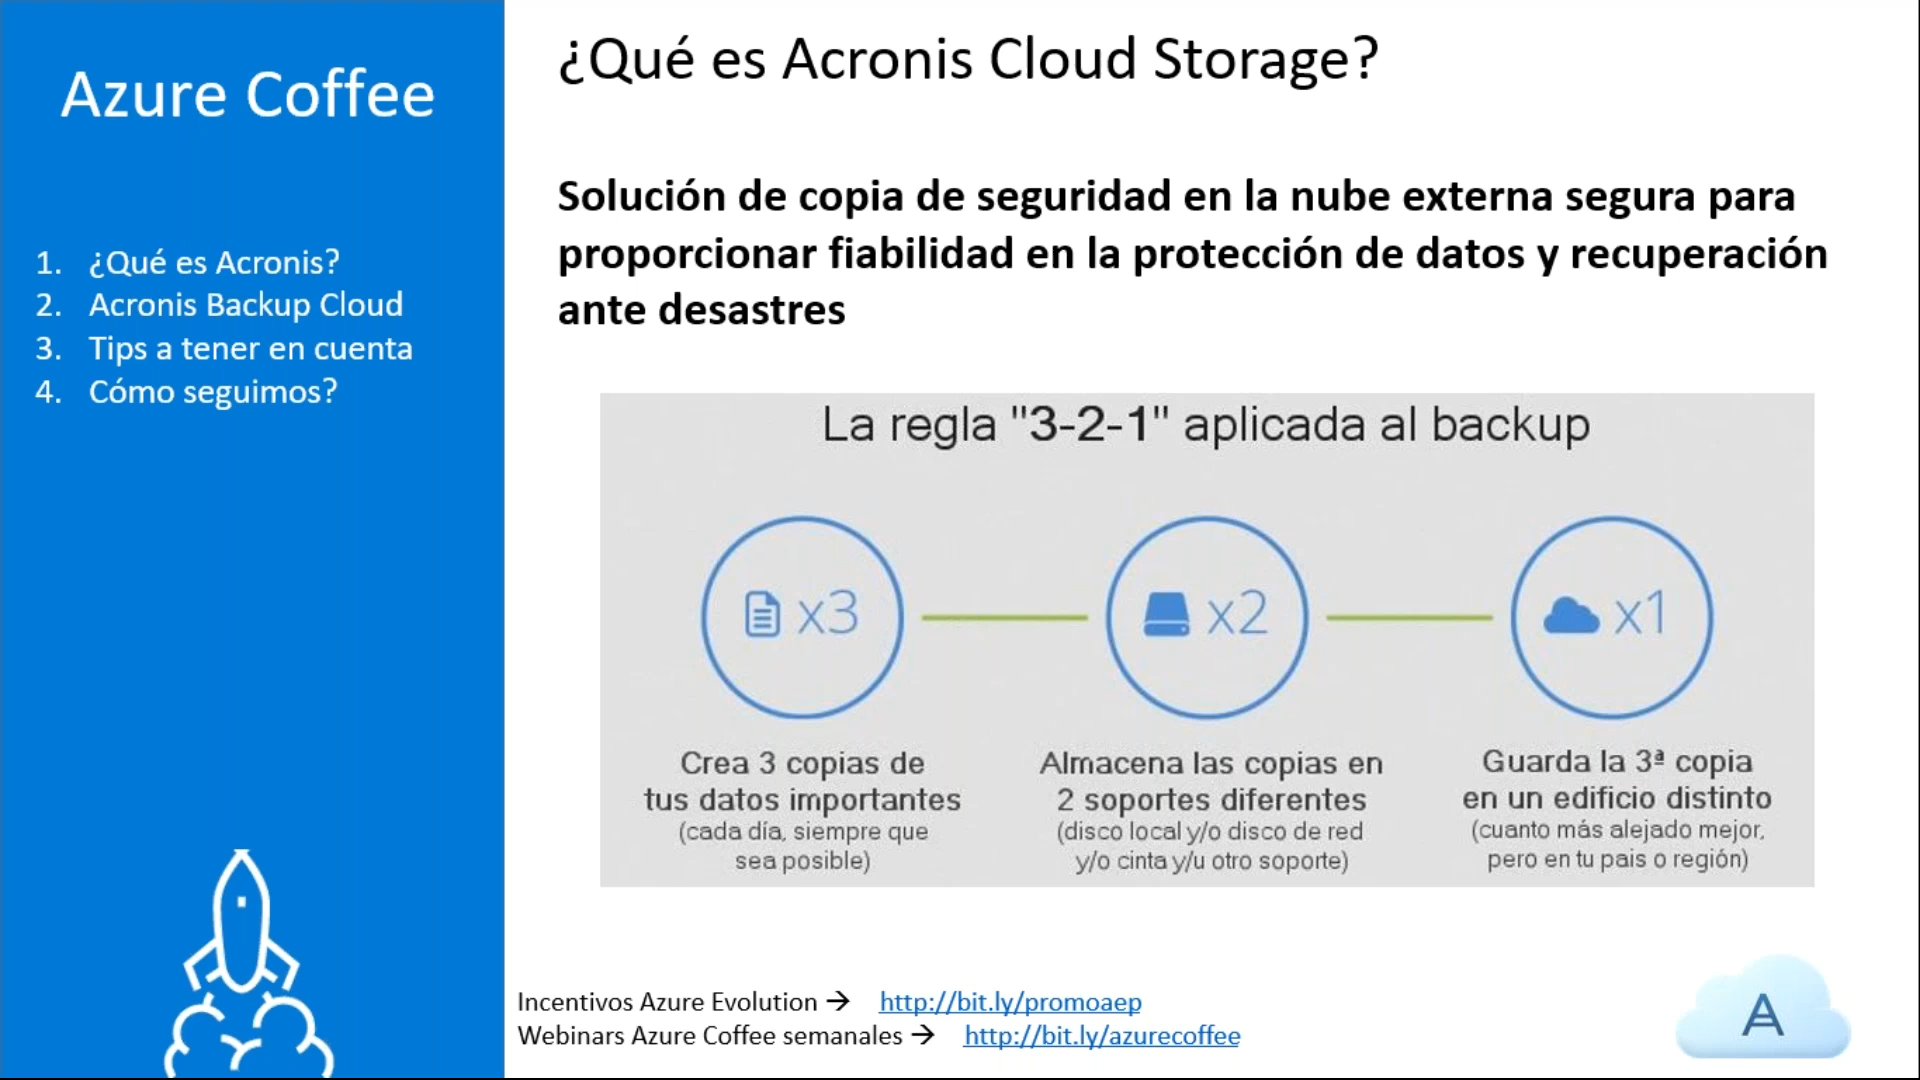 Azure Coffee
1. ¿Qué es Acronis?
2. Acronis Backup Cloud
3. Tips a tener en cuenta
4. Cómo seguimos?
¿Qué es Acronis Cloud Storage?
Solución de copia de seguridad en la nube externa segura para
proporcionar fiabilidad en la protección de datos y recuperación
ante desastres
La regla "3-2-1" aplicada al backup
x3
x2
x1
Crea 3 copias de
tus datos importantes
(cada día, siempre que
sea posible)
Almacena las copias en
2 soportes diferentes
(disco local y/o disco de red
y/o cinta y/u otro soporte)
Guarda la 3ª copia
en un edificio distinto
(cuanto más alejado mejor,
pero en tu pais o región)
Incentivos Azure Evolution → http://bit.ly/promoaep
Webinars Azure Coffee semanales → http://bit.ly/azurecoffee
A